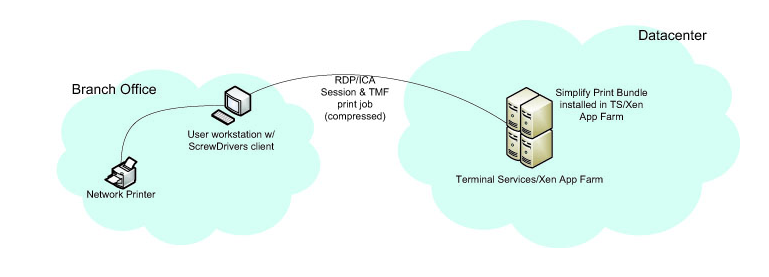 Datacenter
Branch Office
RDP/ICA
Session & TMF
print job
(compressed)
Simplify Print Bundle
installed in TS/Xen
App Farm
User workstation w/
ScrewDrivers client
Terminal Services/Xen App Farm
Network Printer